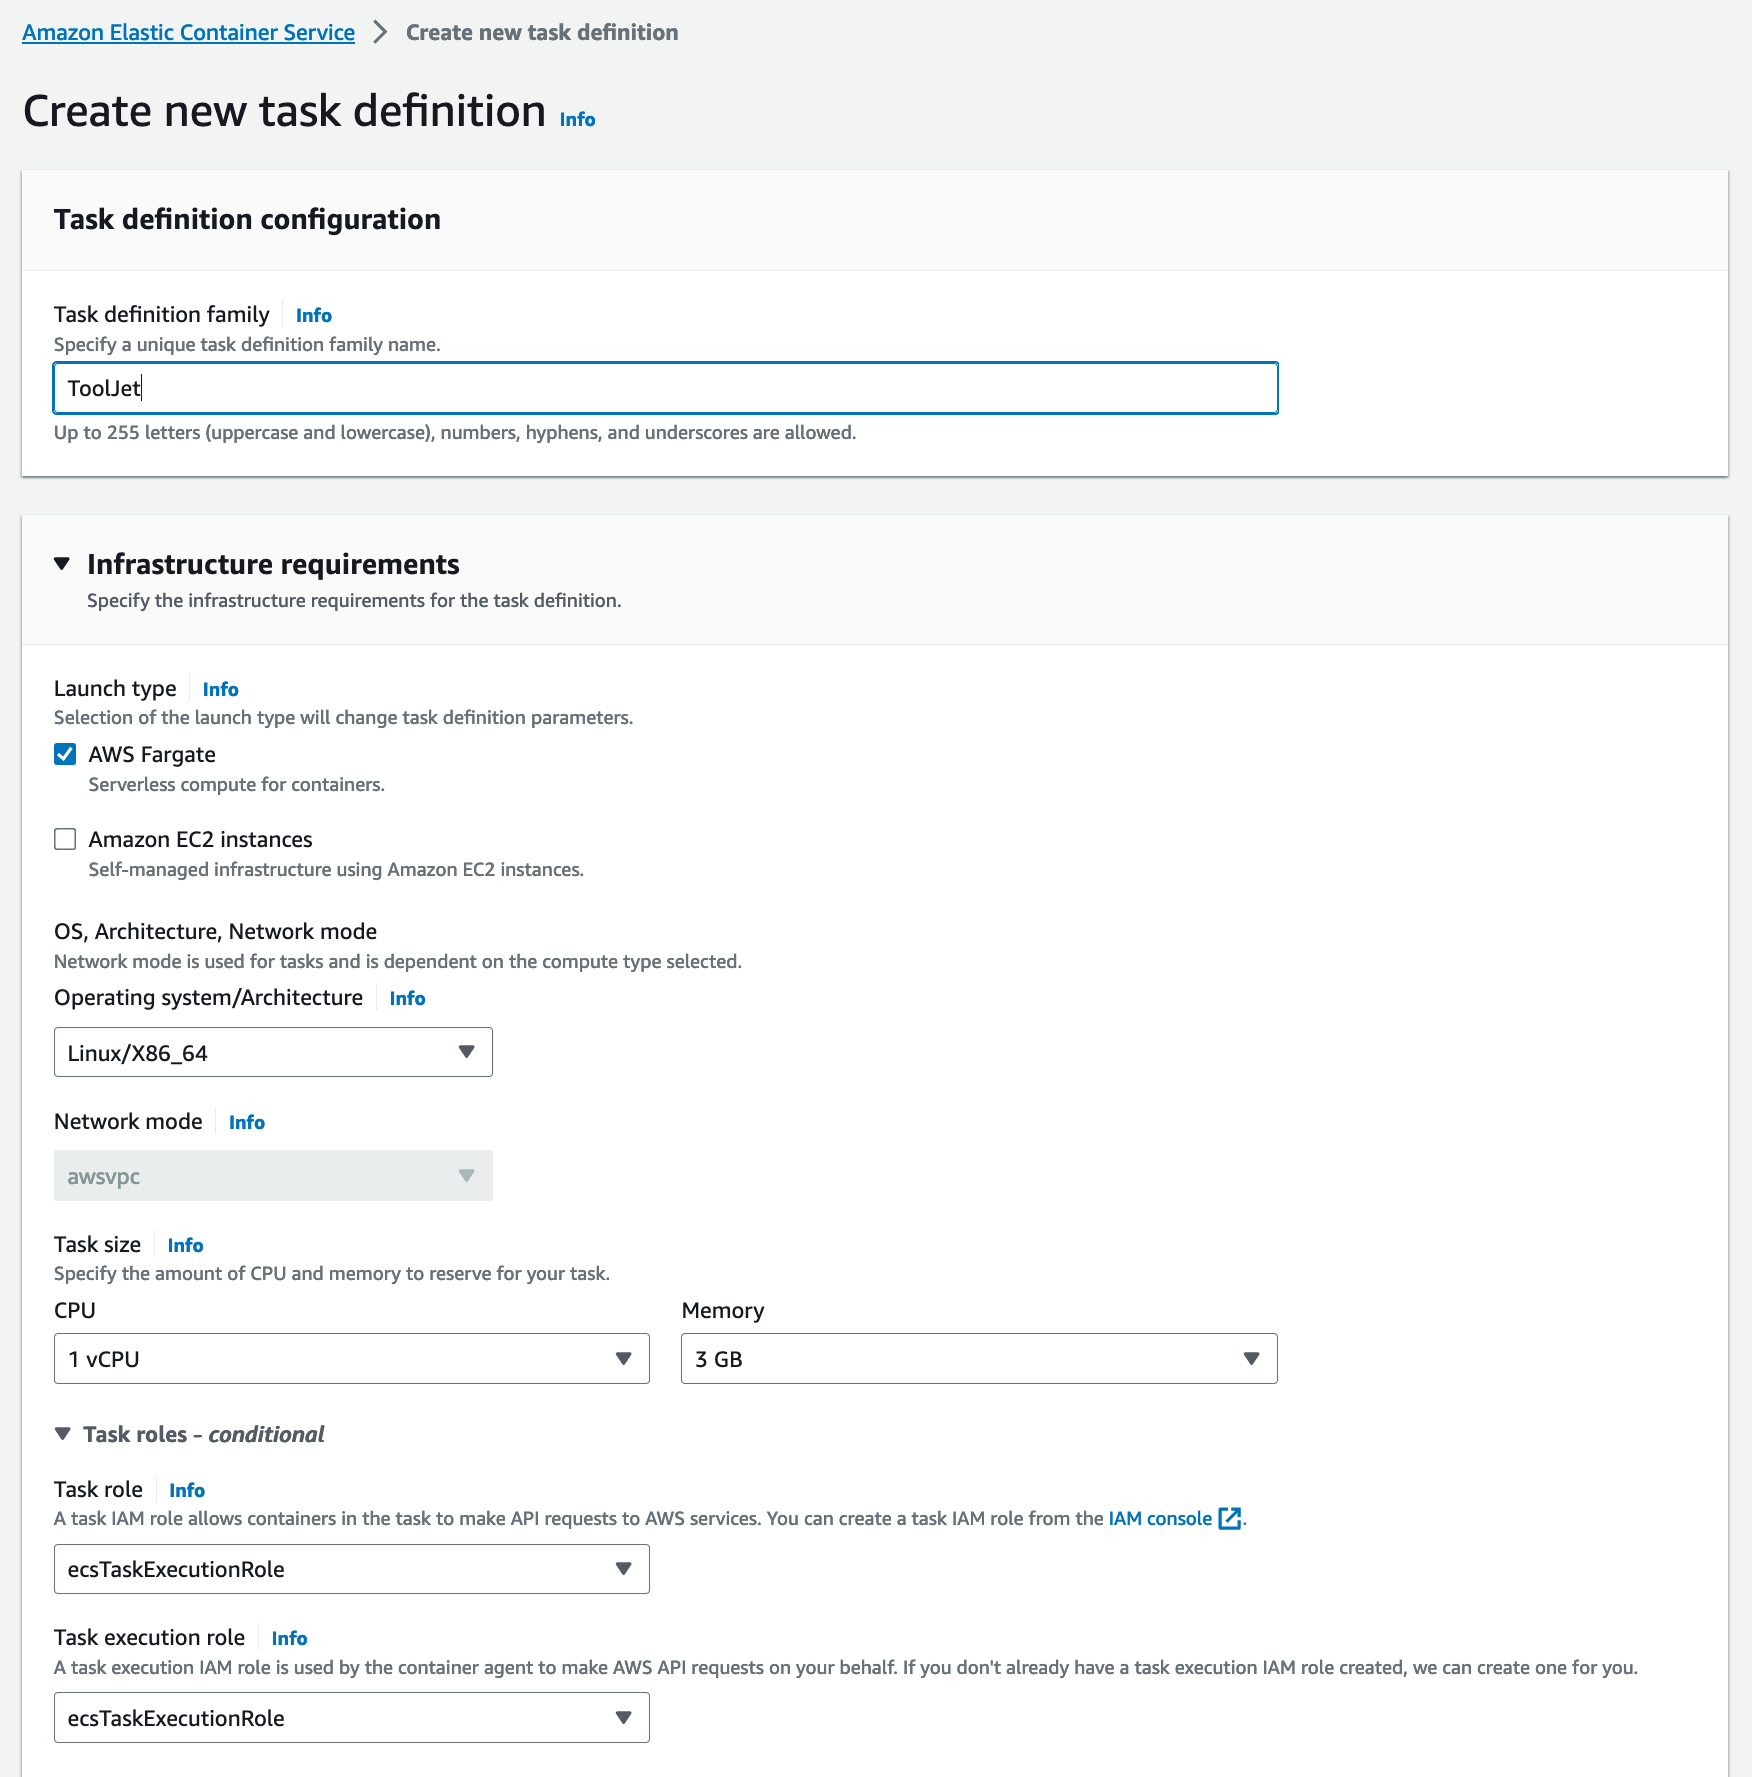 Amazon Elastic Container Service > Create new task definition
Create new task definition Info
Task definition configuration
Task definition family Info
Specify a unique task definition family name.
ToolJet
Up to 255 letters (uppercase and lowercase), numbers, hyphens, and underscores are allowed.
Infrastructure requirements
Specify the infrastructure requirements for the task definition.
Launch type Info
Selection of the launch type will change task definition parameters.
AWS Fargate
Serverless compute for containers.
Amazon EC2 instances
Self-managed infrastructure using Amazon EC2 instances.
OS, Architecture, Network mode
Network mode is used for tasks and is dependent on the compute type selected.
Operating system/Architecture Info
Linux/X86_64
Network mode Info
awsvpc
Task size Info
Specify the amount of CPU and memory to reserve for your task.
CPU Memory
1 vCPU 3 GB
Task roles - conditional
Task role Info
A task IAM role allows containers in the task to make API requests to AWS services. You can create a task IAM role from the IAM console.
ecsTaskExecutionRole
Task execution role Info
A task execution IAM role is used by the container agent to make AWS API requests on your behalf. If you don't already have a task execution IAM role created, we can create one for you.
ecsTaskExecutionRole